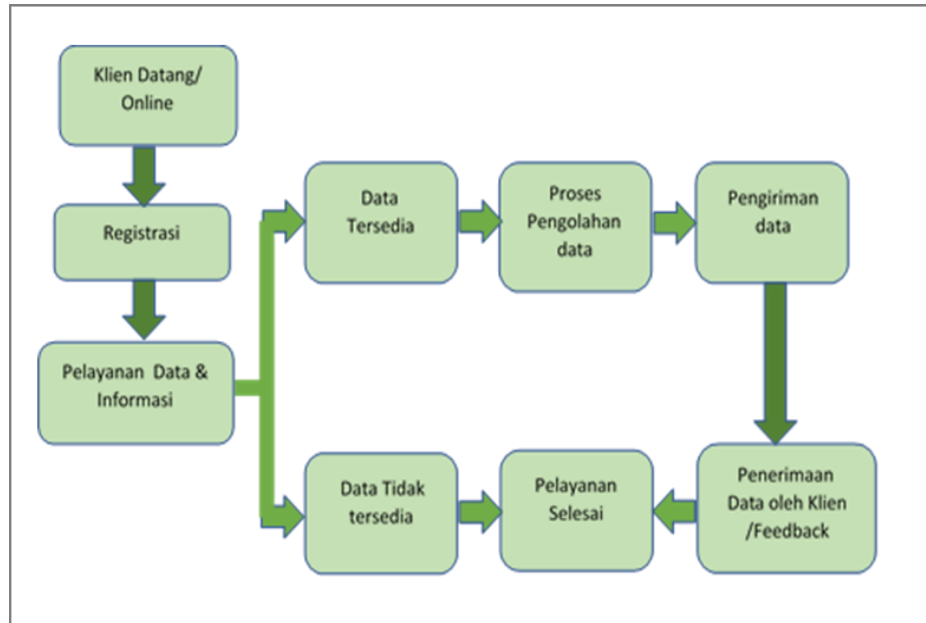 Klien Datang/
Online
Registrasi
Pelayanan Data &
Informasi
Data
Tersedia
Proses
Pengolahan
data
Pengiriman
data
Data Tidak
tersedia
Pelayanan
Selesai
Penerimaan
Data oleh Klien
/Feedback